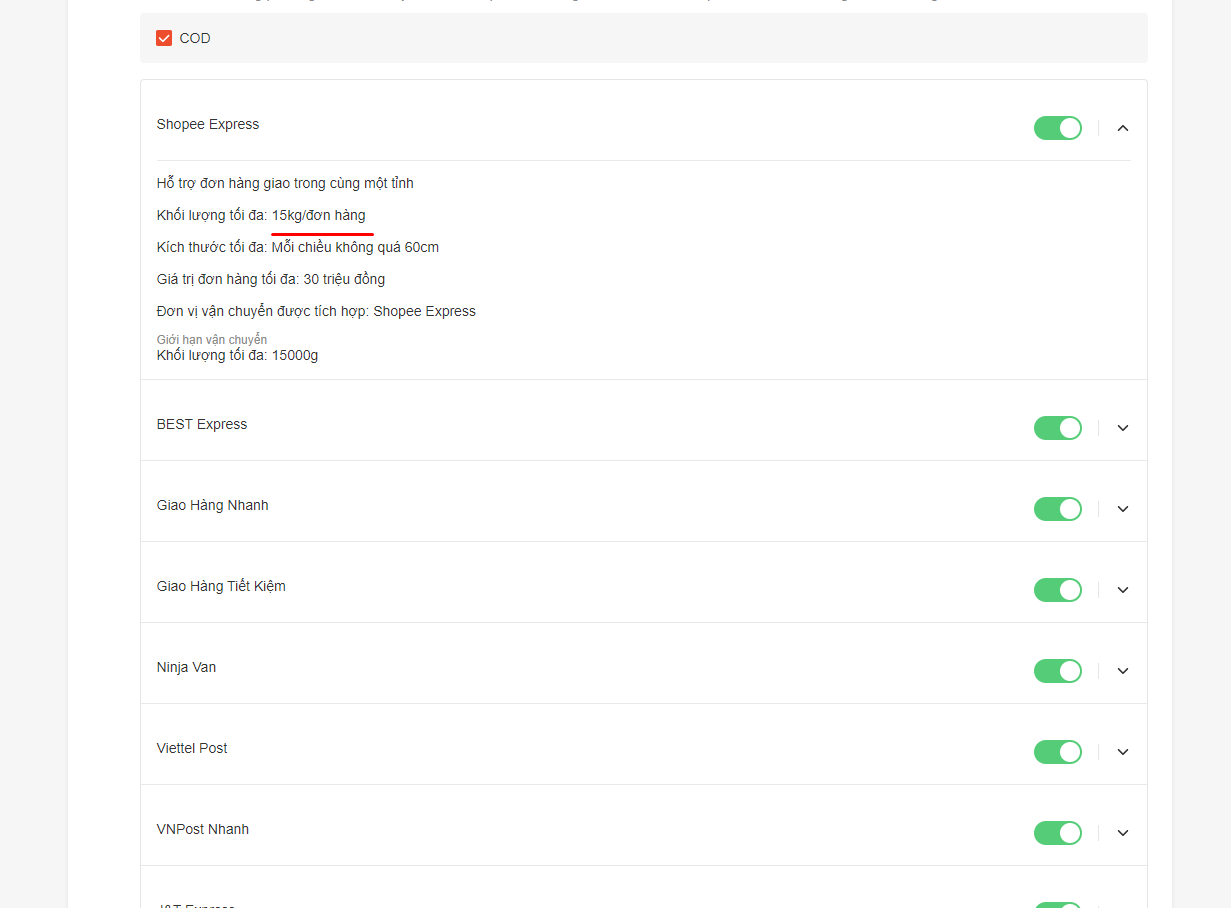 COD
Shopee Express
Hỗ trợ đơn hàng giao trong cùng một tỉnh
Khối lượng tối đa: 15kg/đơn hàng
Kích thước tối đa: Mỗi chiều không quá 60cm
Giá trị đơn hàng tối đa: 30 triệu đồng
Đơn vị vận chuyển được tích hợp: Shopee Express
Giới hạn vận chuyển
Khối lượng tối đa: 15000g
BEST Express
Giao Hàng Nhanh
Giao Hàng Tiết Kiệm
Ninja Van
Viettel Post
VNPost Nhanh
J&T Express